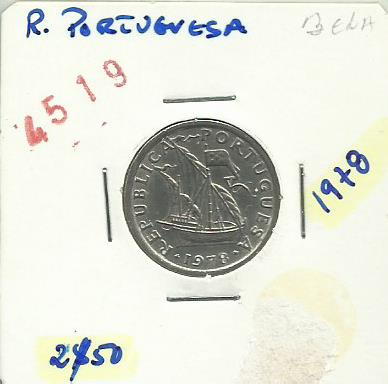 R. PORTUGUESA
BELA
4519
REPUBLICA PORTUGUESA
1978
1978
2$50